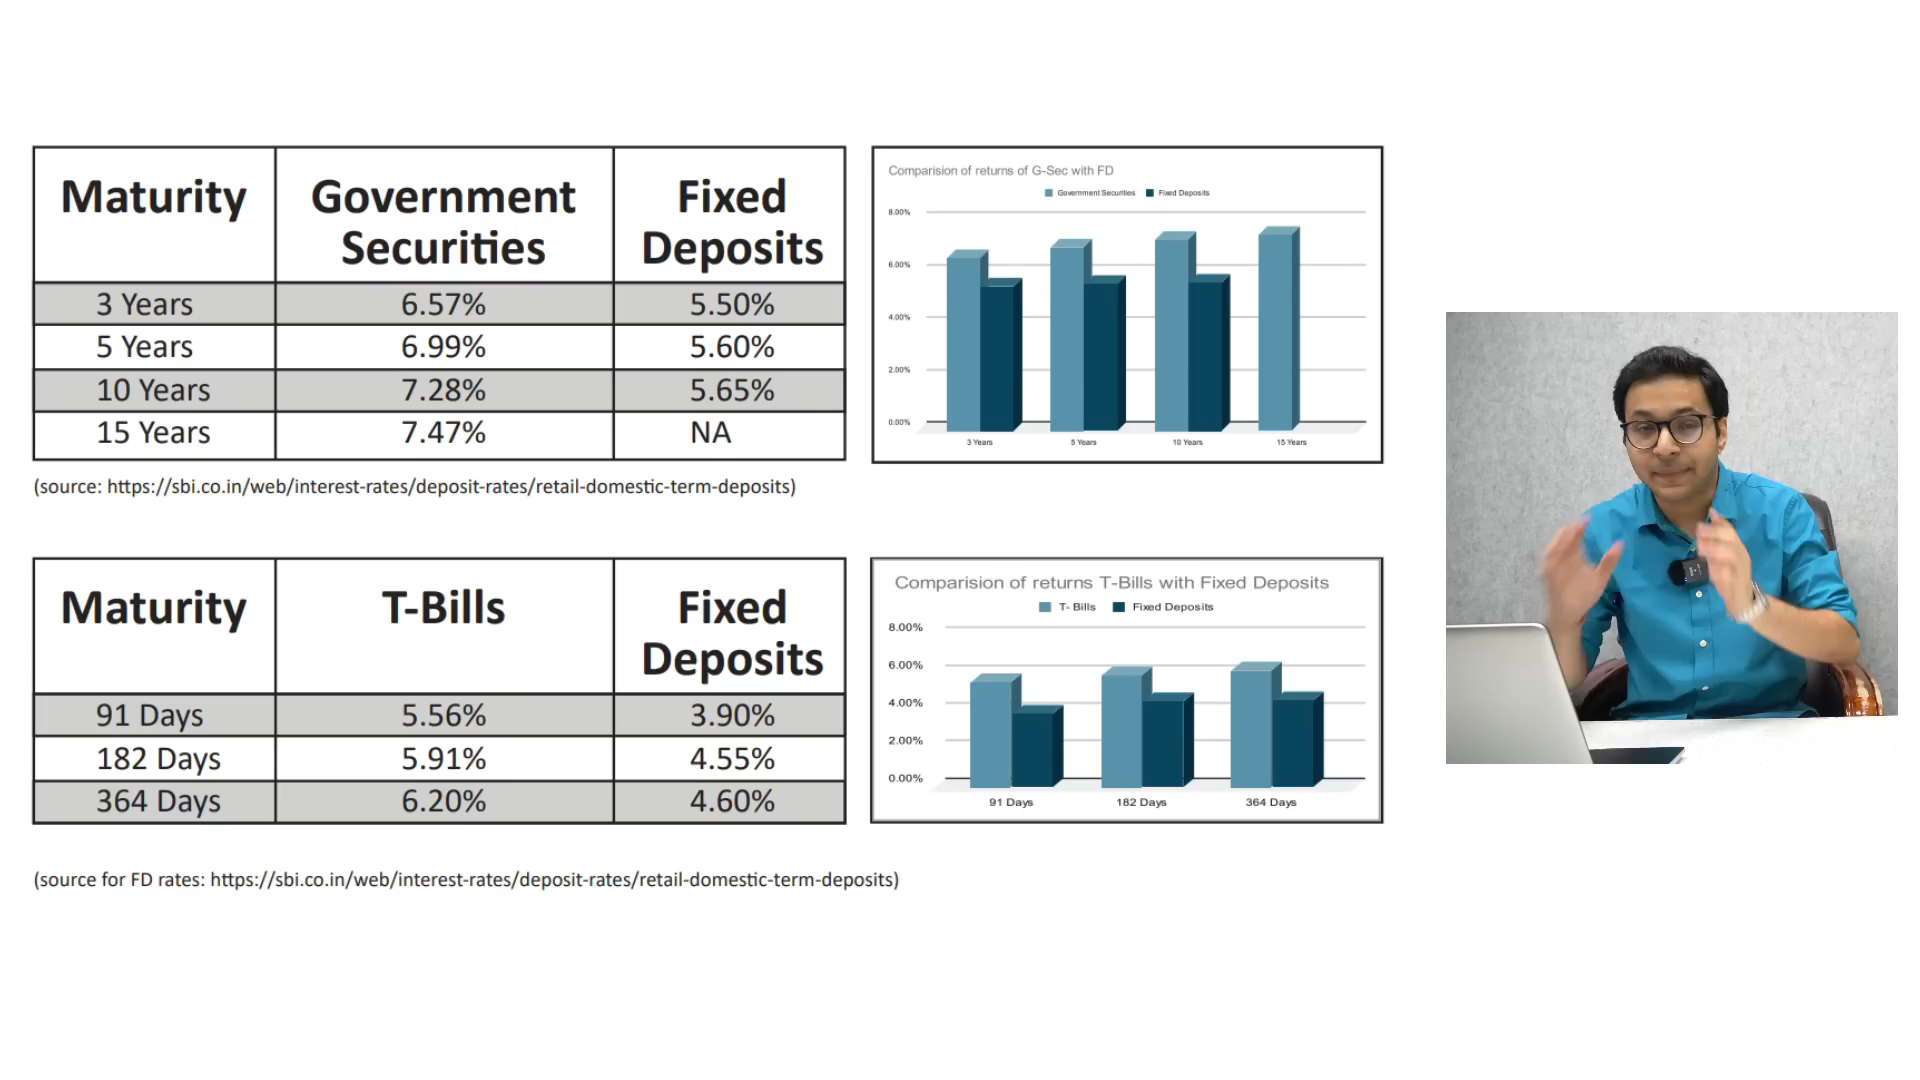 Maturity Government Securities Fixed Deposits
3 Years 6.57% 5.50%
5 Years 6.99% 5.60%
10 Years 7.28% 5.65%
15 Years 7.47% NA
(source: https://sbi.co.in/web/interest-rates/deposit-rates/retail-domestic-term-deposits)
Comparision of returns of G-Sec with FD
Government Securities Fixed Deposits
8.00%
6.00%
4.00%
2.00%
0.00%
3 Years 5 Years 10 Years 15 Years
Maturity T-Bills Fixed Deposits
91 Days 5.56% 3.90%
182 Days 5.91% 4.55%
364 Days 6.20% 4.60%
Comparision of returns T-Bills with Fixed Deposits
T- Bills Fixed Deposits
8.00%
6.00%
4.00%
2.00%
0.00%
91 Days 182 Days 364 Days
(source for FD rates: https://sbi.co.in/web/interest-rates/deposit-rates/retail-domestic-term-deposits)